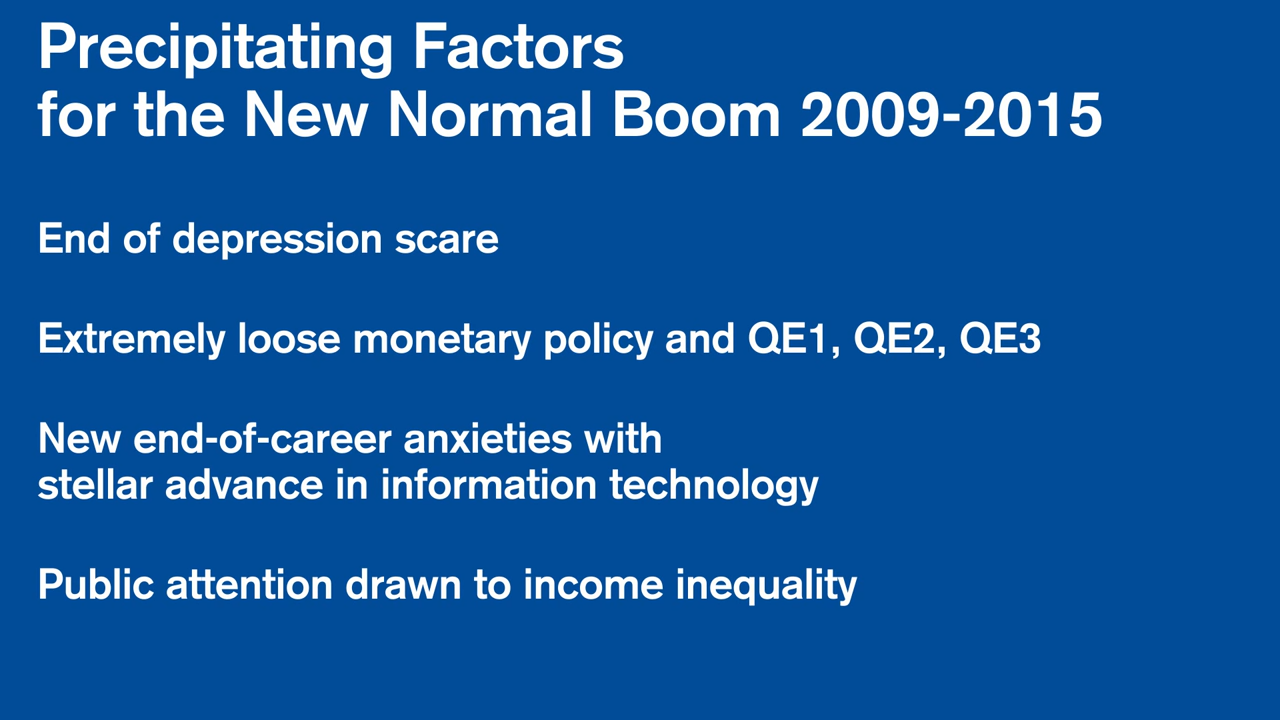 Precipitating Factors
for the New Normal Boom 2009-2015
End of depression scare
Extremely loose monetary policy and QE1, QE2, QE3
New end-of-career anxieties with
stellar advance in information technology
Public attention drawn to income inequality